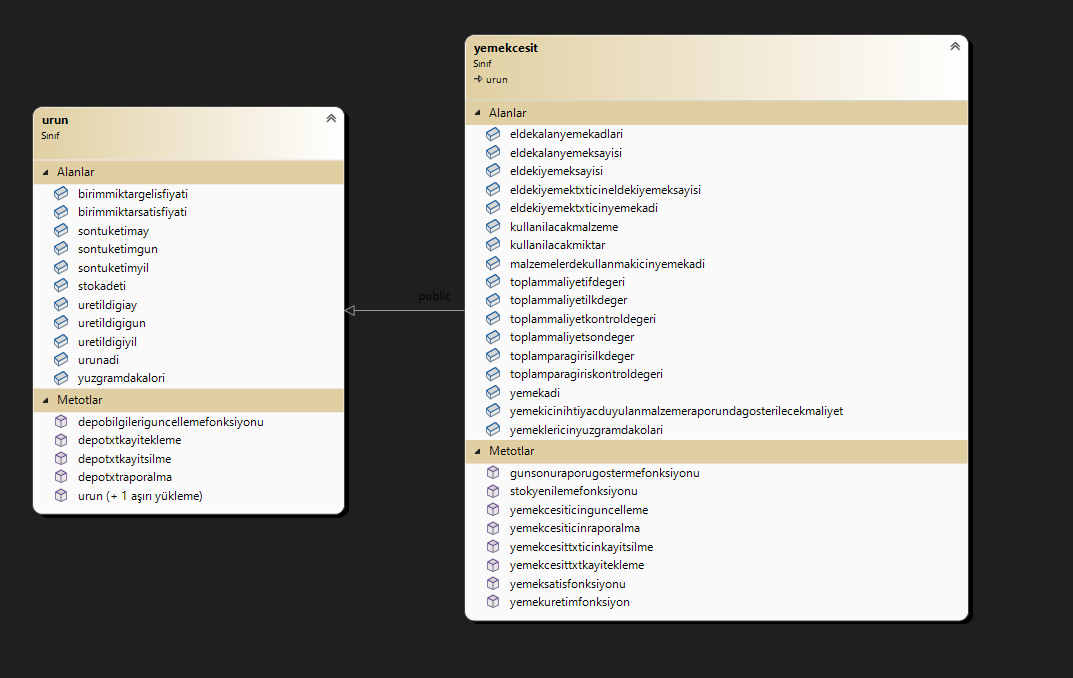 urun
Sınıf
Alanlar
birimmiktargelisfiyati
birimmiktarsatisfiyati
sontuketimay
sontuketimgun
sontuketimyil
stokadeti
uretildigiay
uretildigigun
uretildigiyil
urunadi
yuzgramdakalori
Metotlar
depobilgileriguncellemefonksiyonu
depotxtkayitekleme
depotxtkayitsilme
depotxtraporalma
urun (+ 1 aşırı yükleme)
public
yemekcesit
Sınıf
urun
Alanlar
eldekalanyemekadlari
eldekalanyemeksayisi
eldekiyemeksayisi
eldekiyemektxticineldekiyemeksayisi
eldekiyemektxticinyemekadi
kullanilacakmalzeme
kullanilacakmiktar
malzemelerdekullanmakicinyemekadi
toplammaliyetifdegeri
toplammaliyetilkdeger
toplammaliyetkontroldegeri
toplammaliyetsondeger
toplamparagirisilkdeger
toplamparagiriskontroldegeri
yemekadi
yemekicinihtiyacduyulanmalzemeraporundagosterilecekmaliyet
yemeklericinyuzgramdakolari
Metotlar
gunsonuraporugostermefonksiyonu
stokyenilemefonksiyonu
yemekcesiticinguncelleme
yemekcesiticinraporalma
yemekcesittxticinkayitsilme
yemekcesittxtkayitekleme
yemeksatisfonksiyonu
yemekuretimfonksiyon